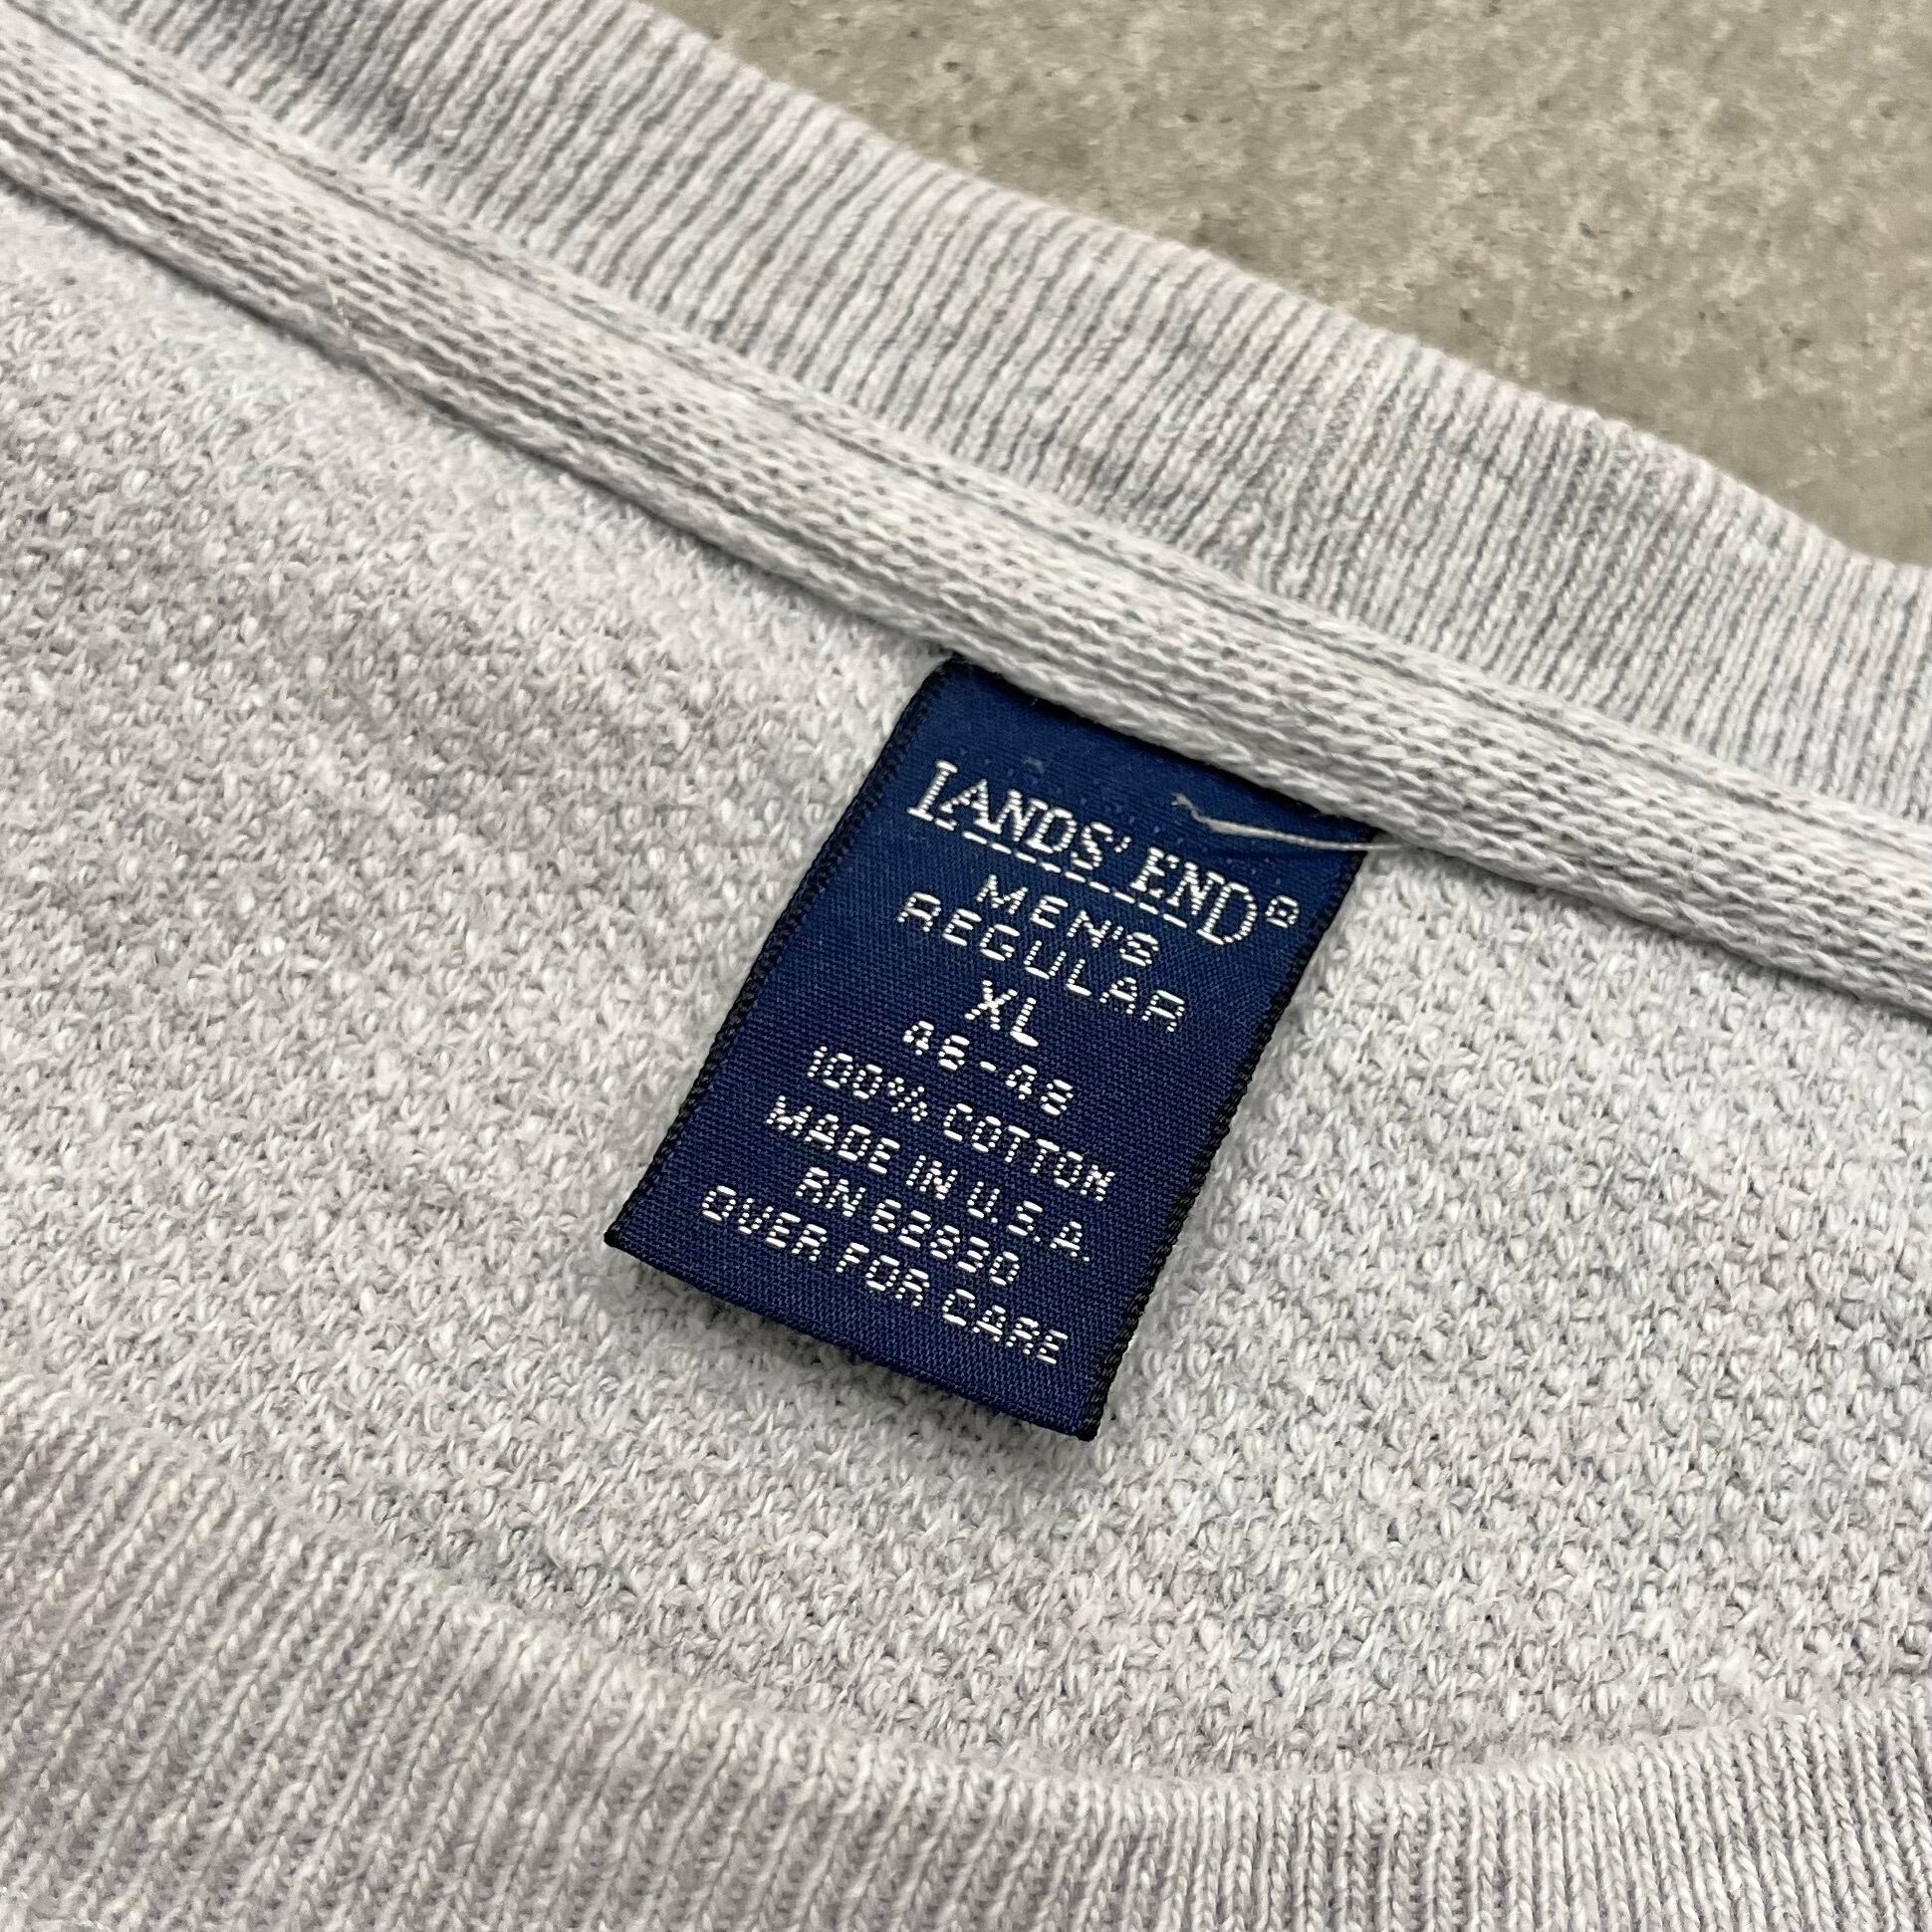 LANDS' END®
MEN'S
REGULAR
XL
46-48
100% COTTON
MADE IN U.S.A.
RN 62830
OVER FOR CARE